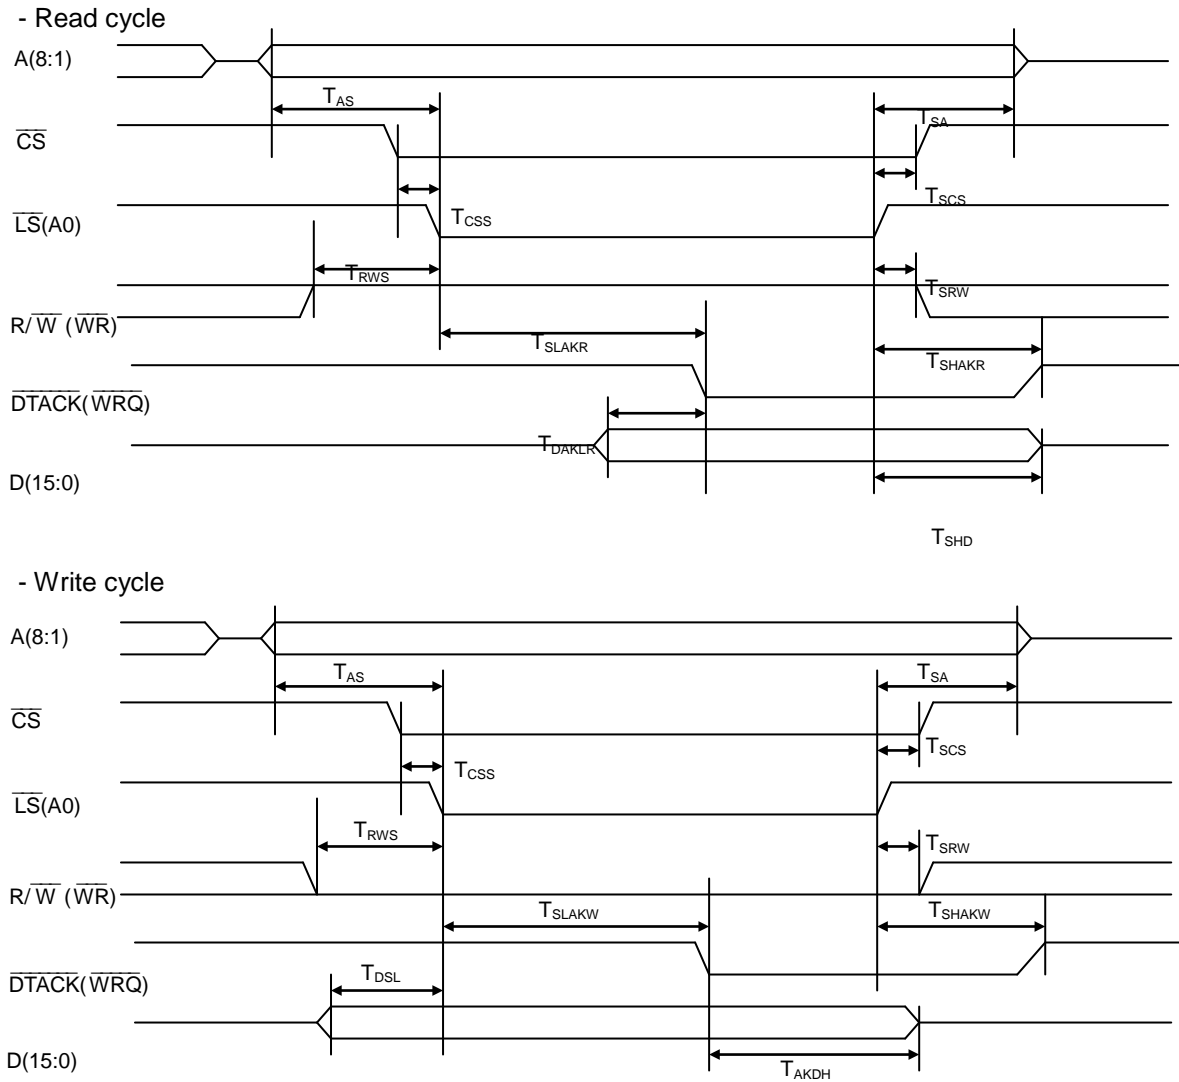 - Read cycle
A(8:1)
TAS
TSA
CS
TCSS
TSCS
LS(A0)
TRWS
TSRW
R/W (WR)
TSLAKR
TSHAKR
DTACK(WRQ)
TDAKLR
D(15:0)
TSHD
- Write cycle
A(8:1)
TAS
TSA
CS
TCSS
TSCS
LS(A0)
TRWS
TSRW
R/W (WR)
TSLAKW
TSHAKW
DTACK(WRQ)
TDSL
D(15:0)
TAKDH